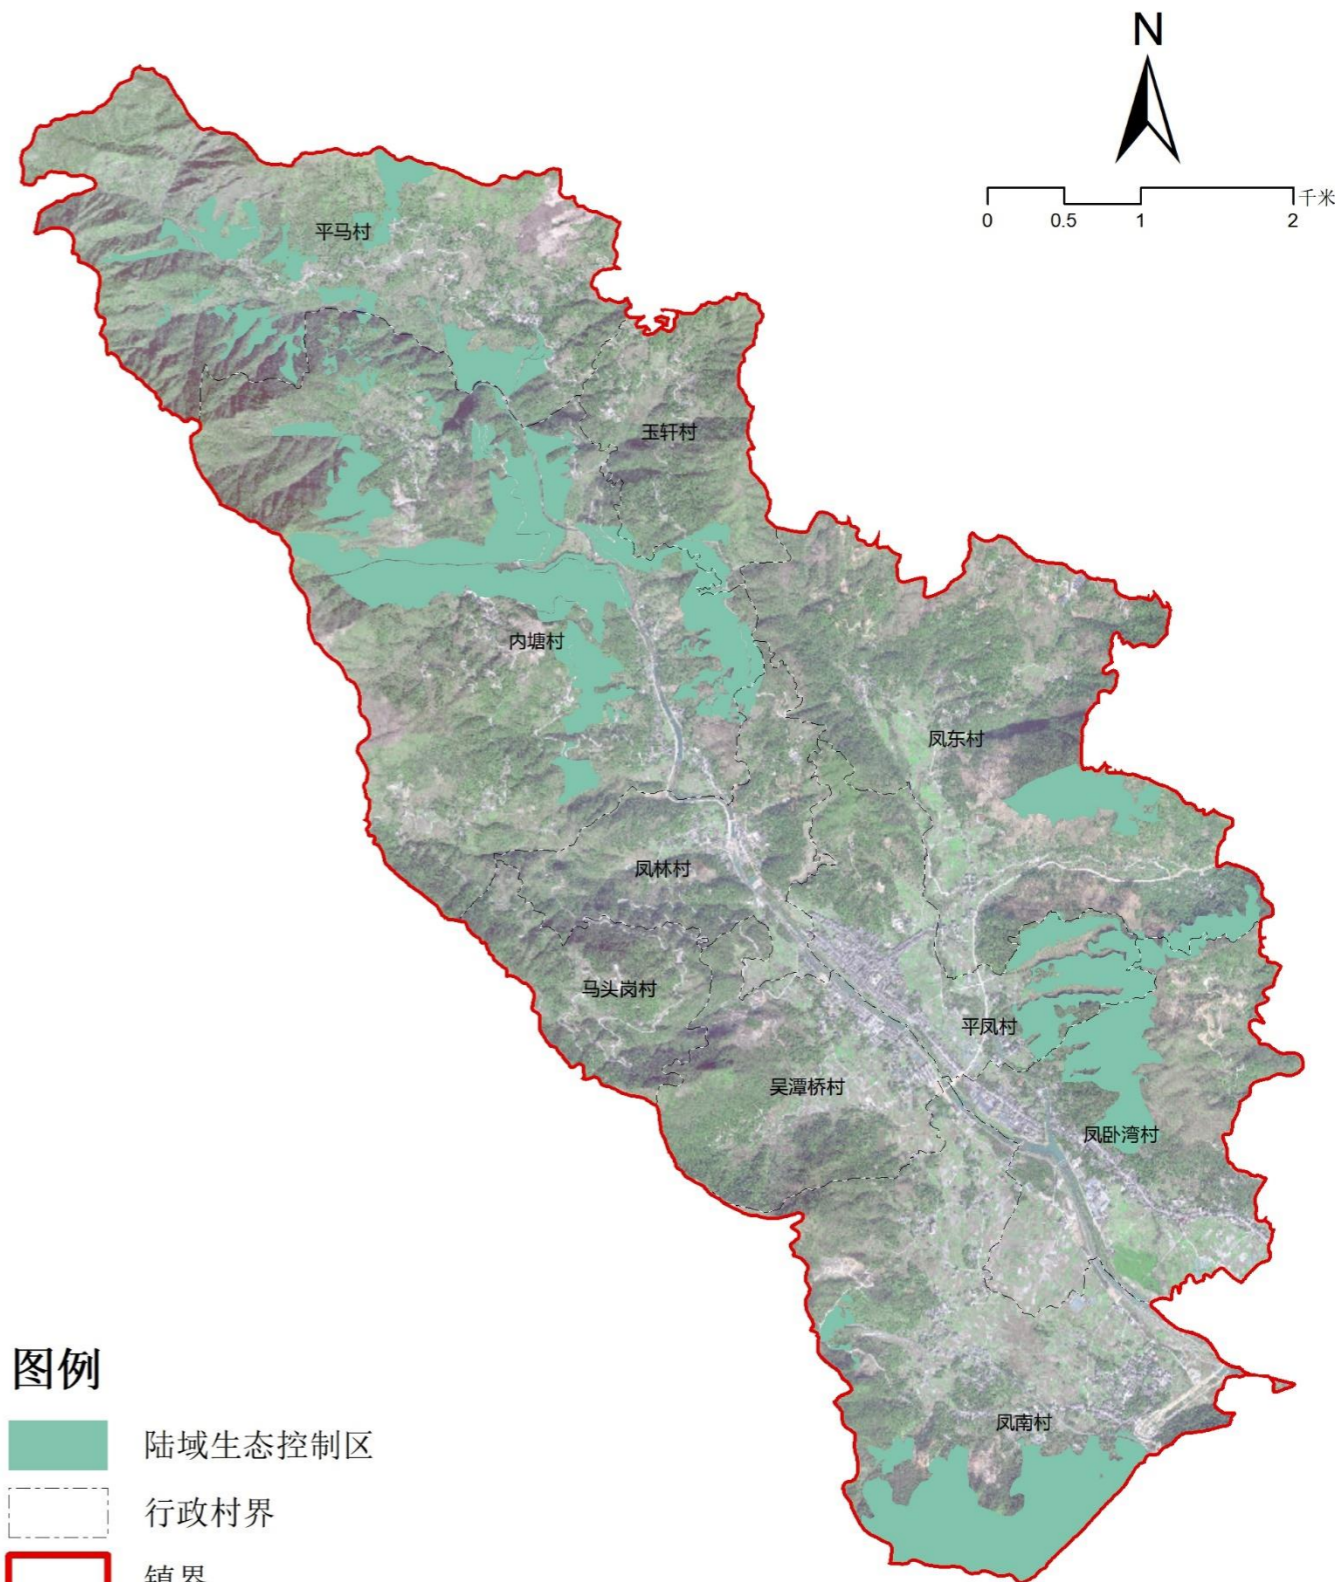 N
千米
0 0.5 1 2
平马村
玉轩村
内塘村
凤东村
凤林村
马头岗村
平凤村
吴潭桥村
凤卧湾村
凤南村
图例
陆域生态控制区
行政村界
镇界